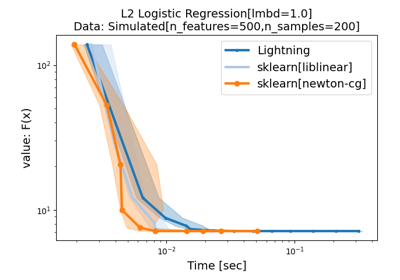 L2 Logistic Regression[lmbd=1.0]
Data: Simulated[n_features=500,n_samples=200]
Lightning
sklearn[liblinear]
sklearn[newton-cg]
value: F(x)
10²
10¹
10⁻²
10⁻¹
Time [sec]